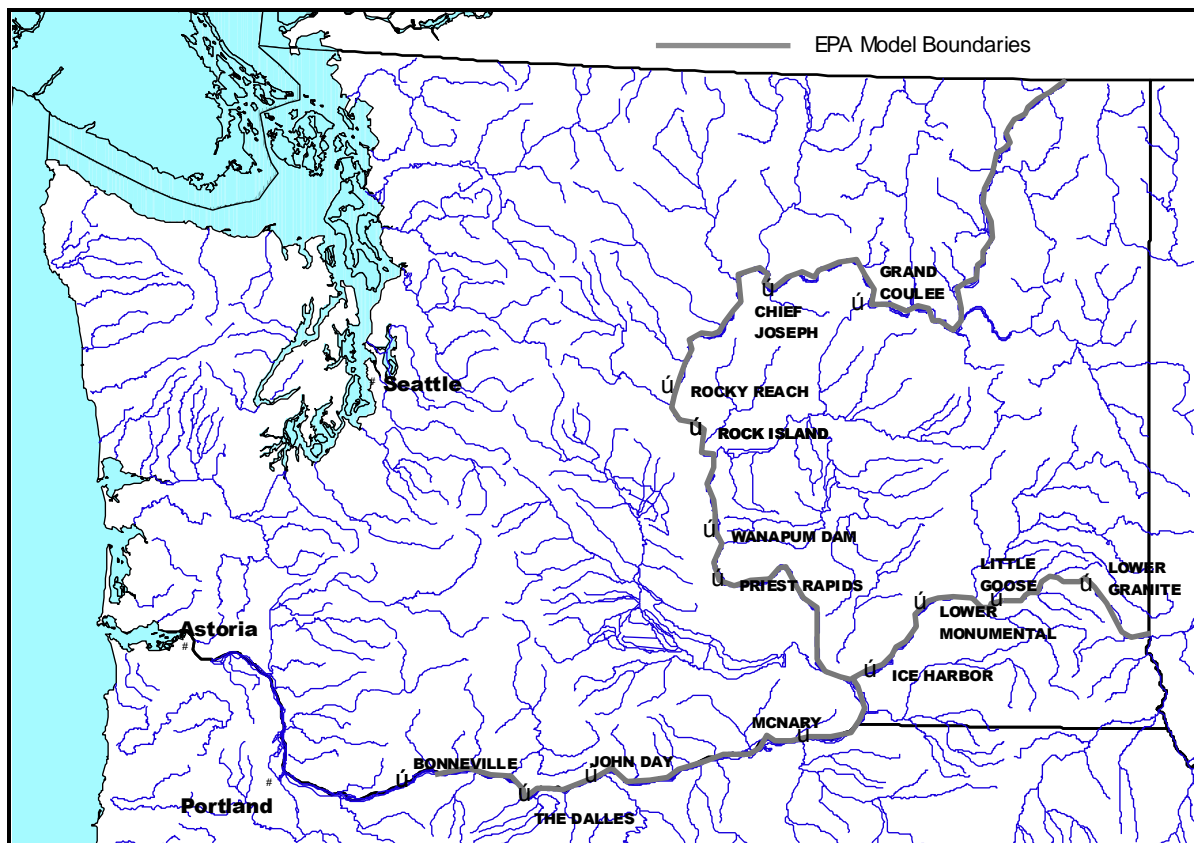 EPA Model Boundaries
GRAND
COULEE
Ú
Ú
CHIEF
JOSEPH
Seattle
#
Ú
ROCKY REACH
Ú
ROCK ISLAND
Ú
WANAPUM DAM
Ú
PRIEST RAPIDS
LITTLE
GOOSE
Ú
LOWER
GRANITE
Ú
Ú
LOWER
MONUMENTAL
Ú
ICE HARBOR
Astoria
#
MCNARY
Ú
BONNEVILLE
Ú
JOHN DAY
Ú
THE DALLES
Ú
#
Portland